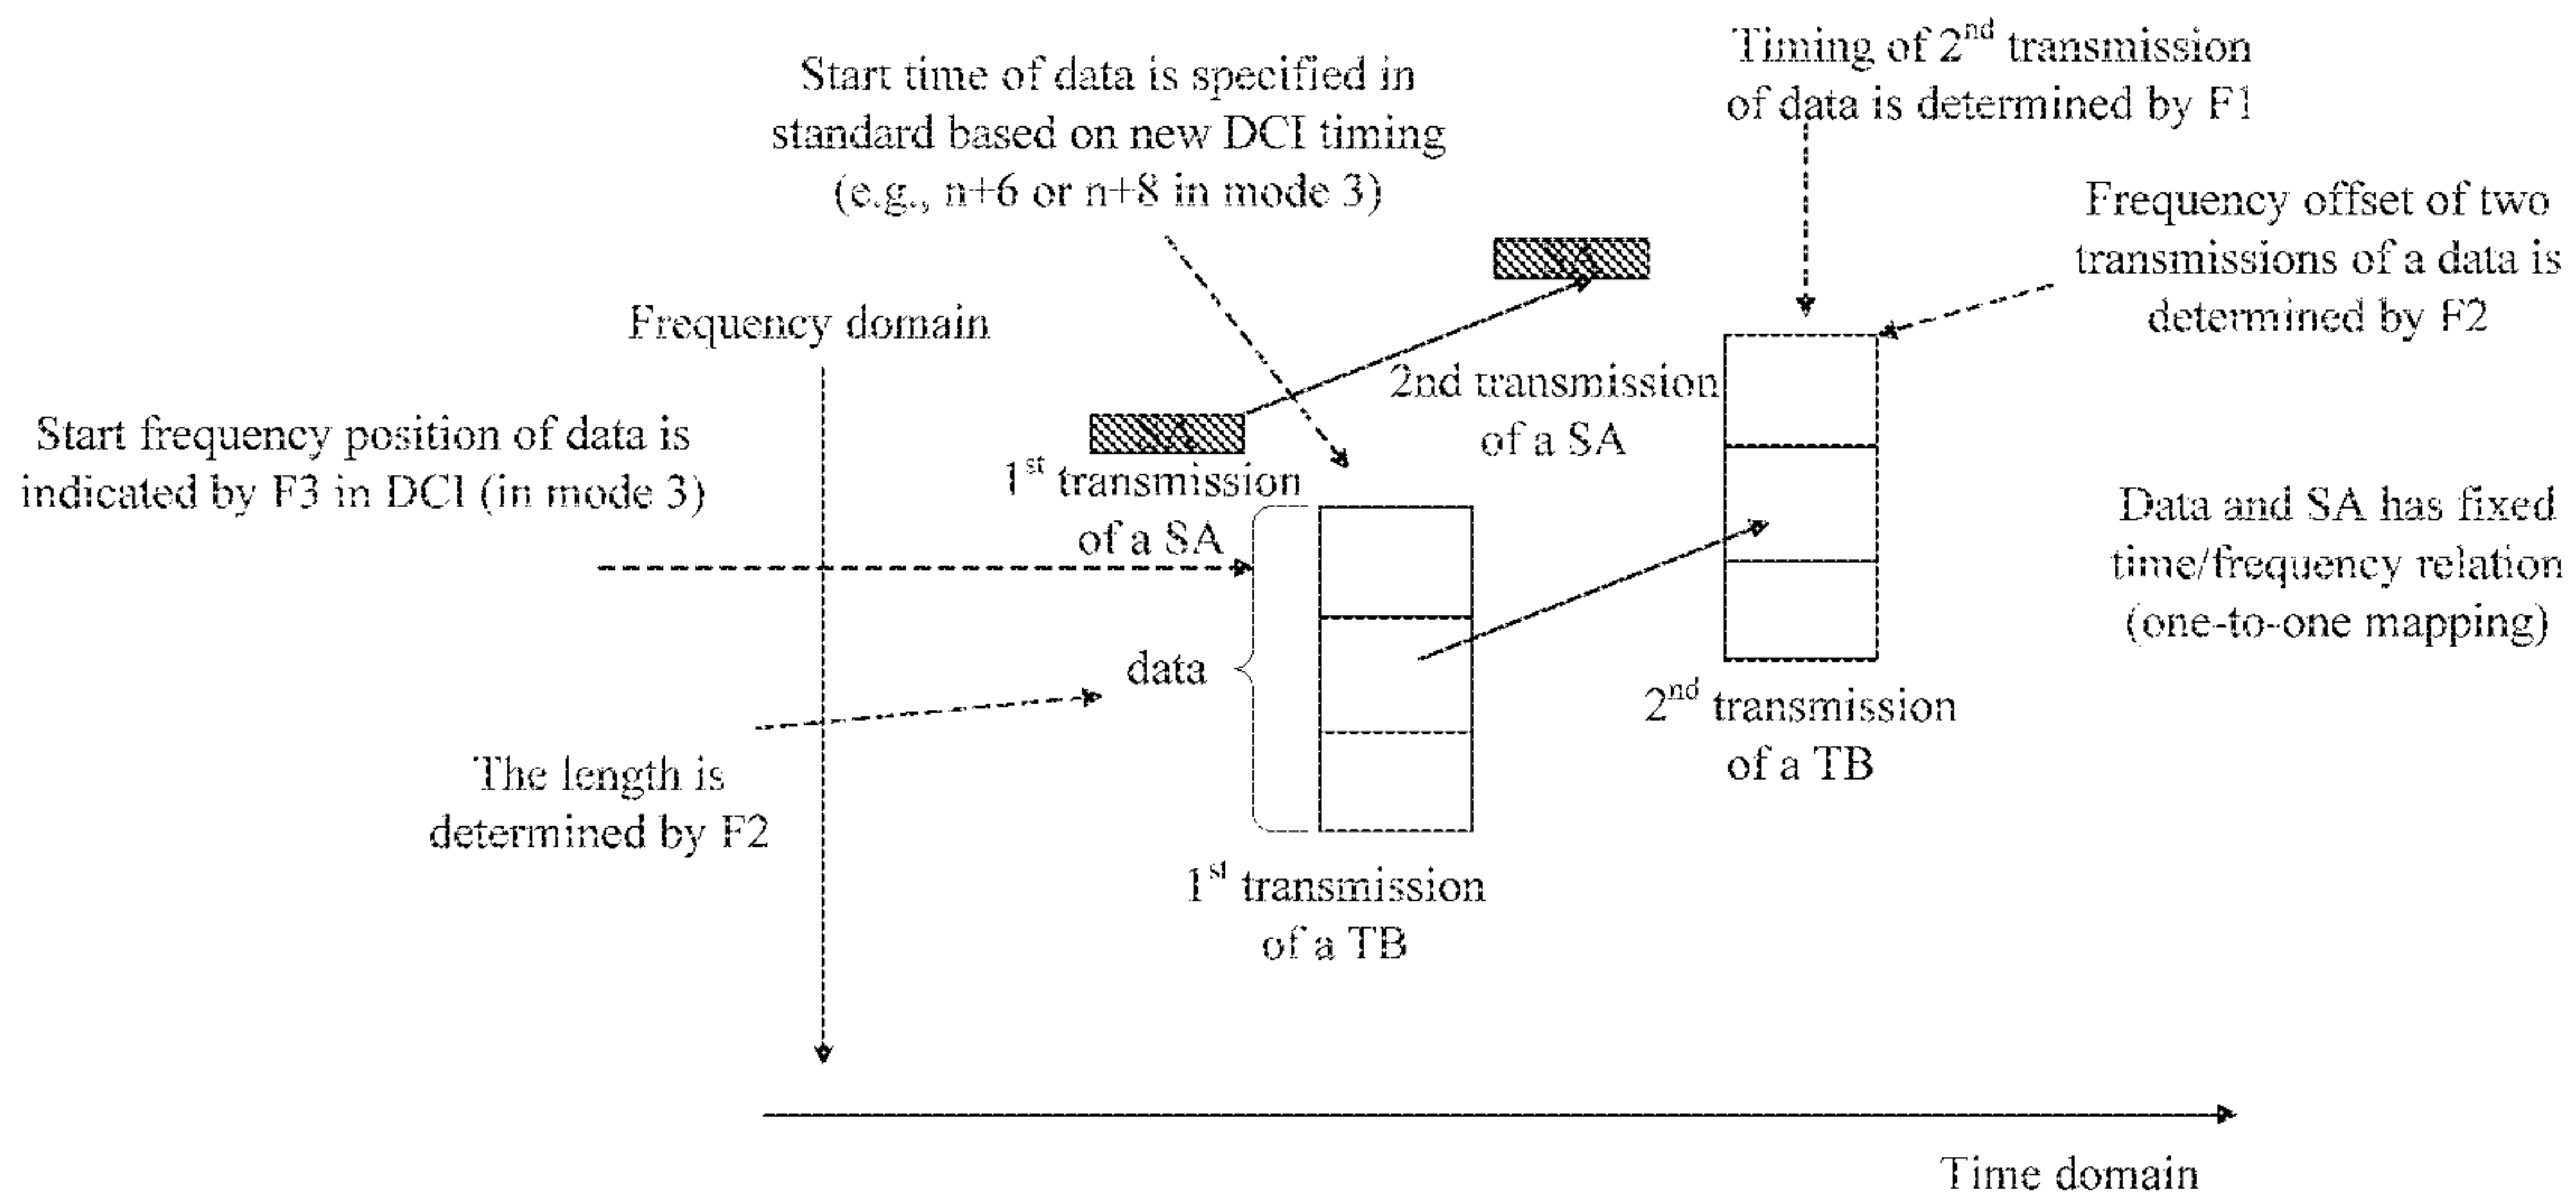 Start time of data is specified in
standard based on new DCI timing
(e.g., n+6 or n+8 in mode 3)
Timing of 2nd transmission
of data is determined by F1
Frequency offset of two
transmissions of a data is
determined by F2
Frequency domain
Start frequency position of data is
indicated by F3 in DCI (in mode 3)
1st transmission
of a SA
2nd transmission
of a SA
Data and SA has fixed
time/frequency relation
(one-to-one mapping)
data
The length is
determined by F2
2nd transmission
of a TB
1st transmission
of a TB
Time domain